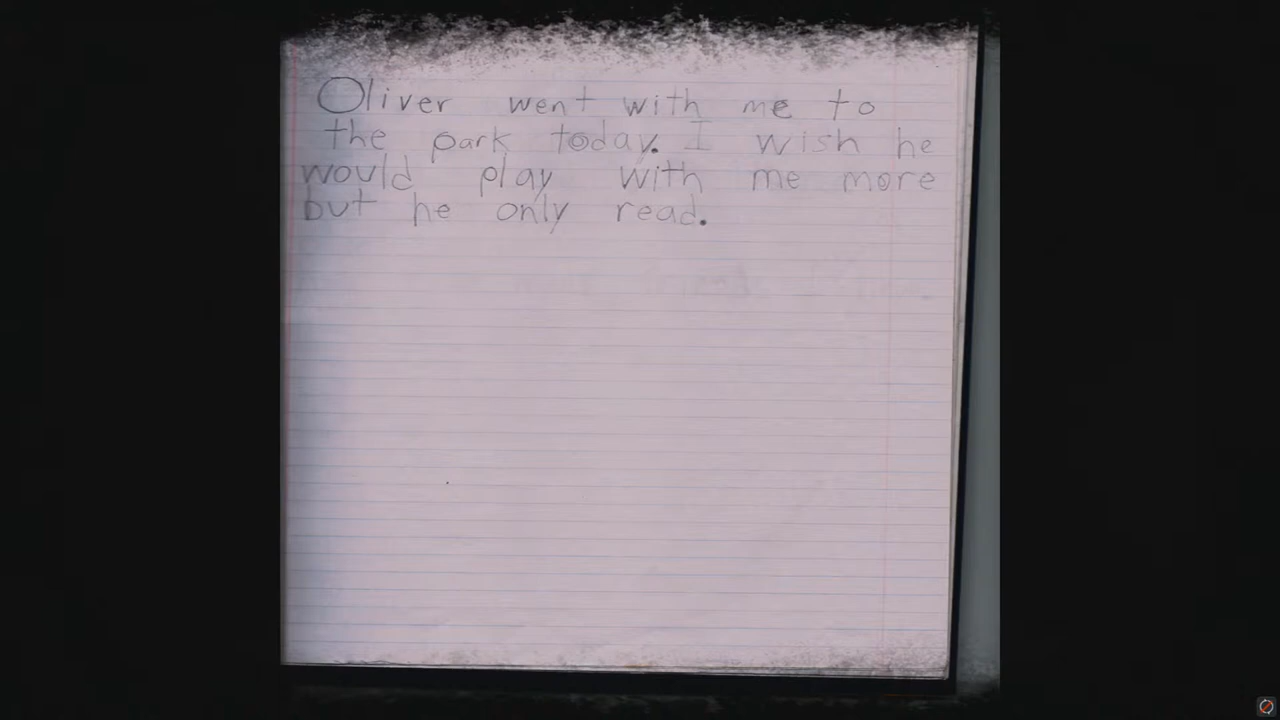 Oliver went with me to
the park today. I wish he
would play with me more
but he only read.